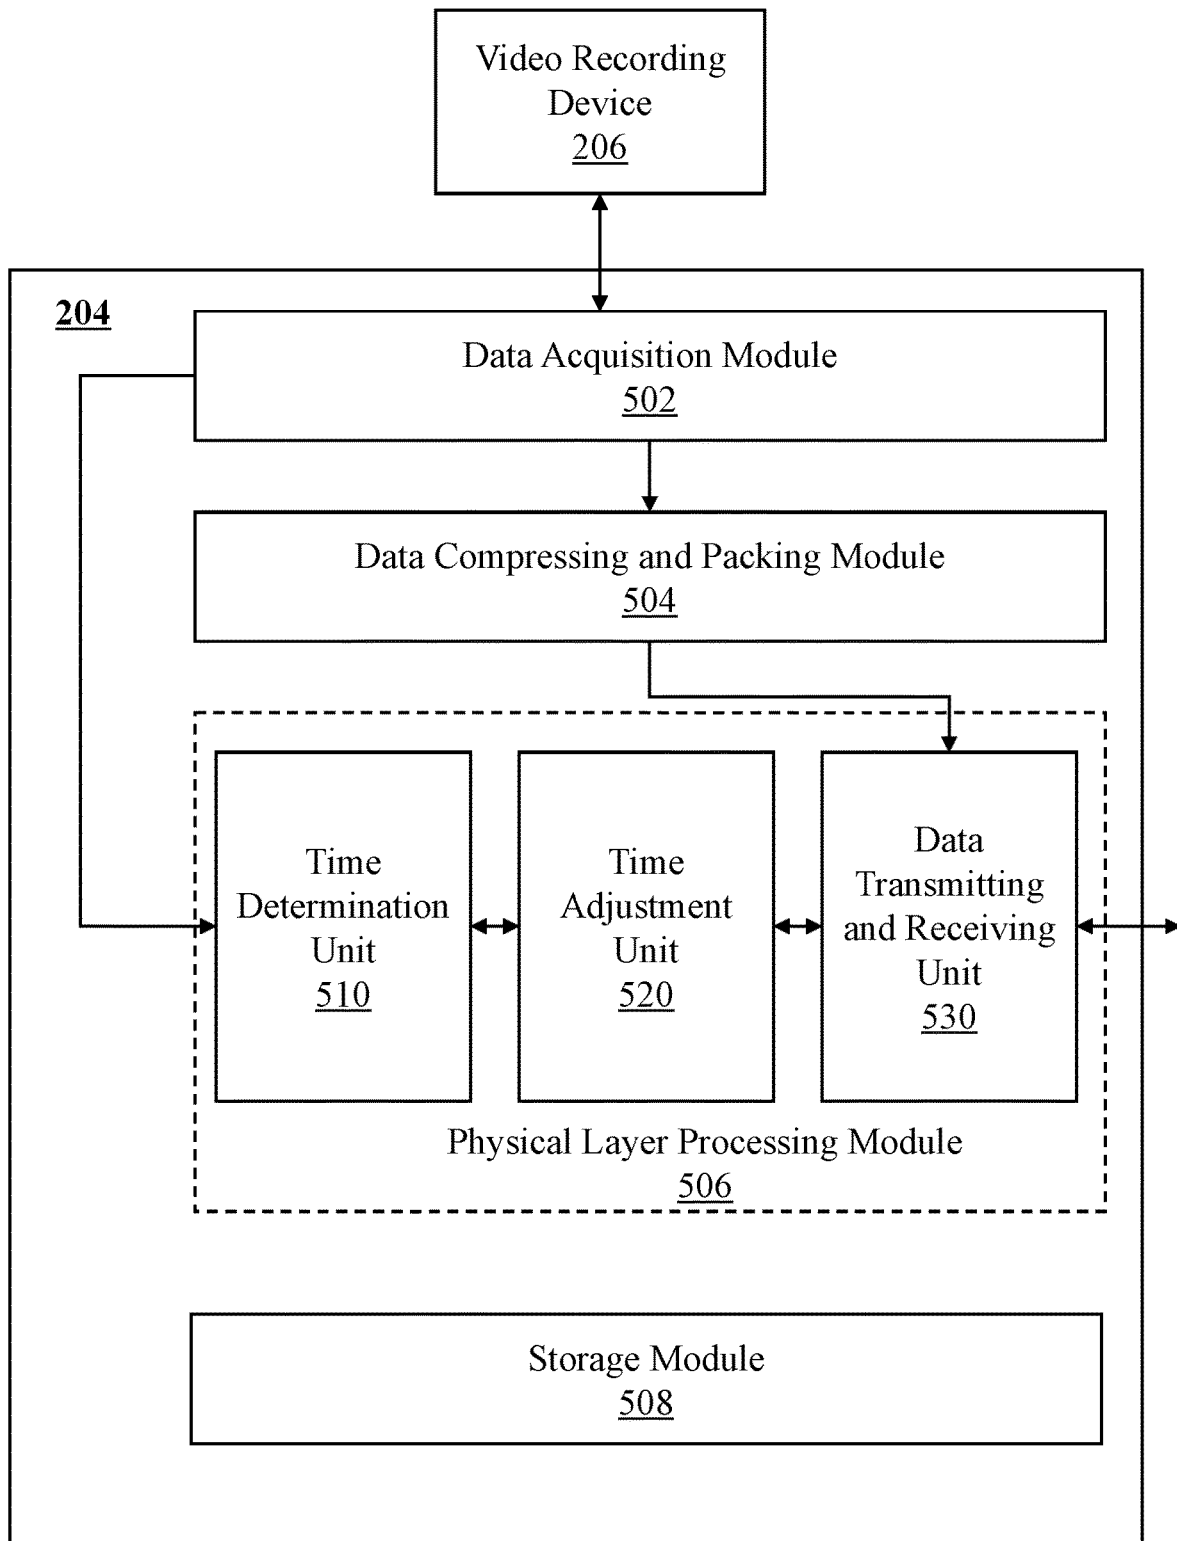 Video Recording
Device
206
204
Data Acquisition Module
502
Data Compressing and Packing Module
504
Time
Determination
Unit
510
Time
Adjustment
Unit
520
Data
Transmitting
and Receiving
Unit
530
Physical Layer Processing Module
506
Storage Module
508